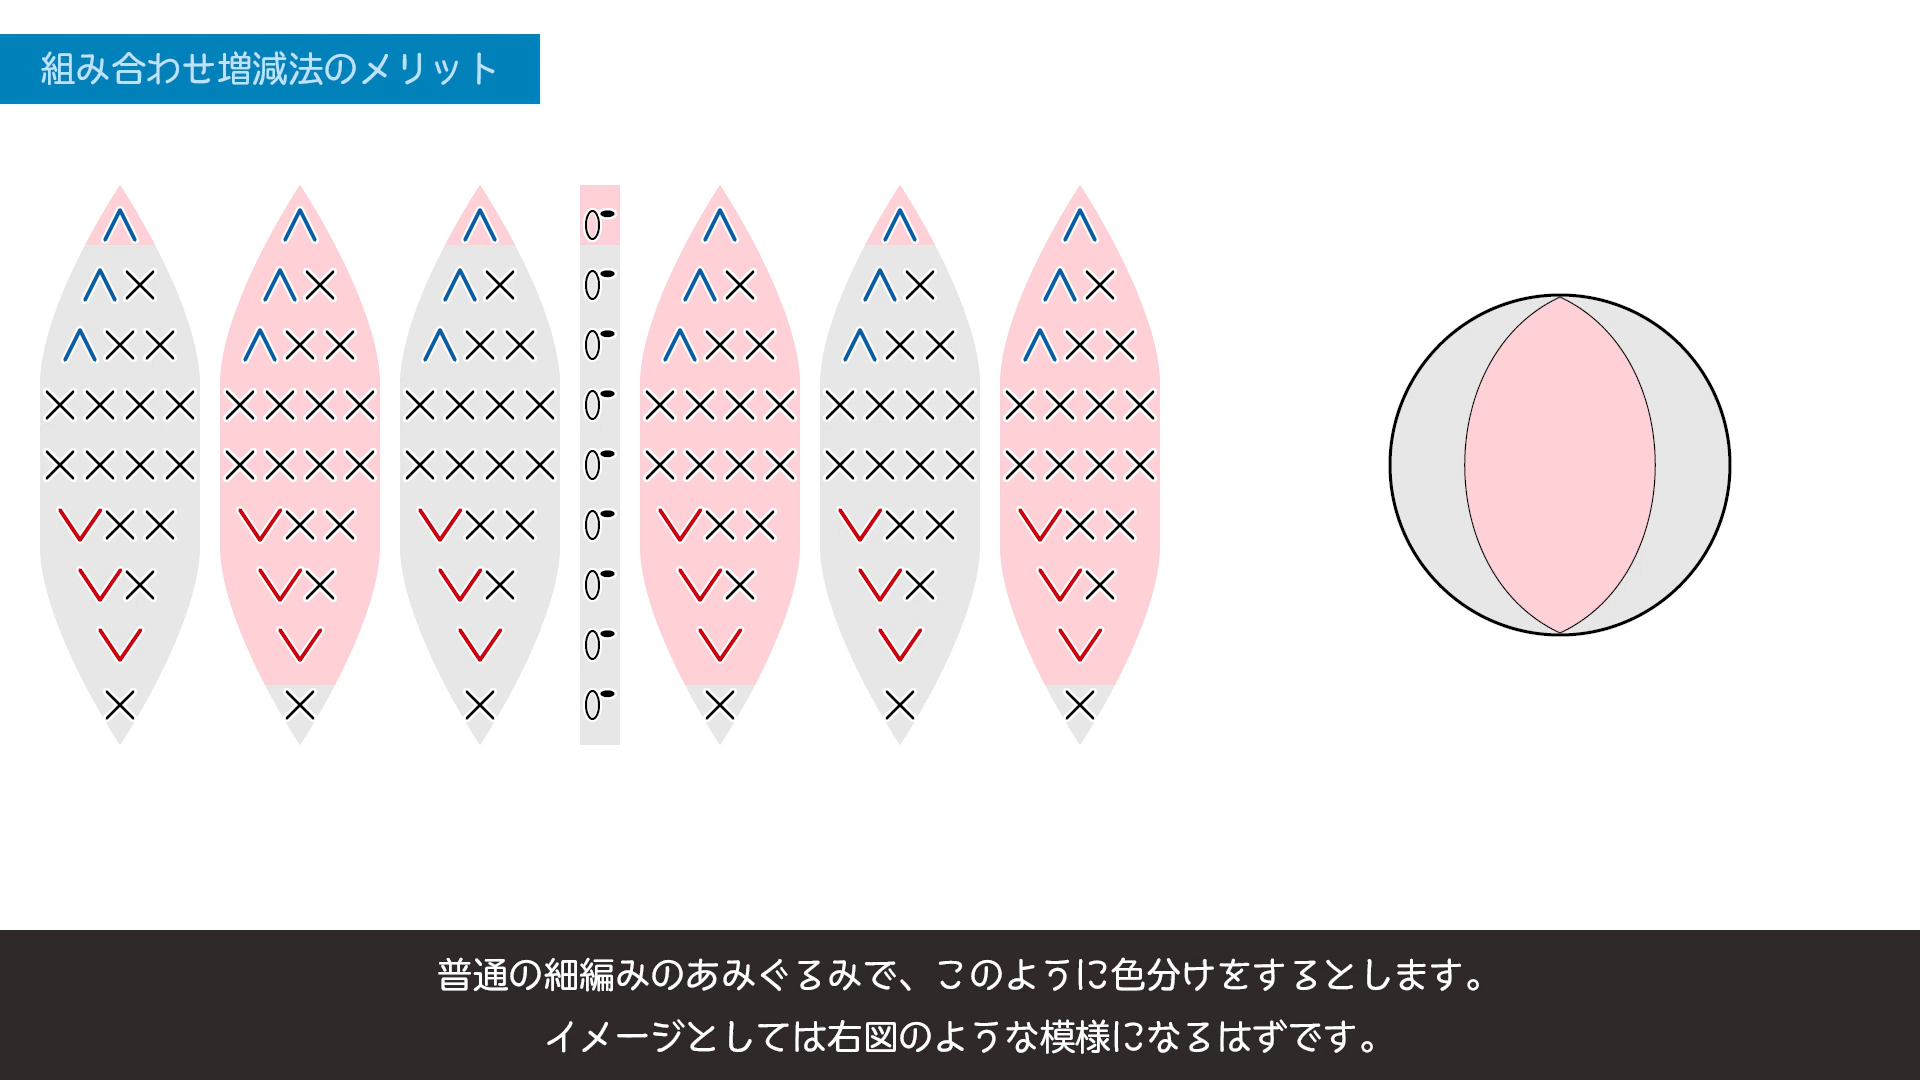 組み合わせ増減法のメリット
普通の細編みのあみぐるみで、このように色分けをするとします。
イメージとしては右図のような模様になるはずです。